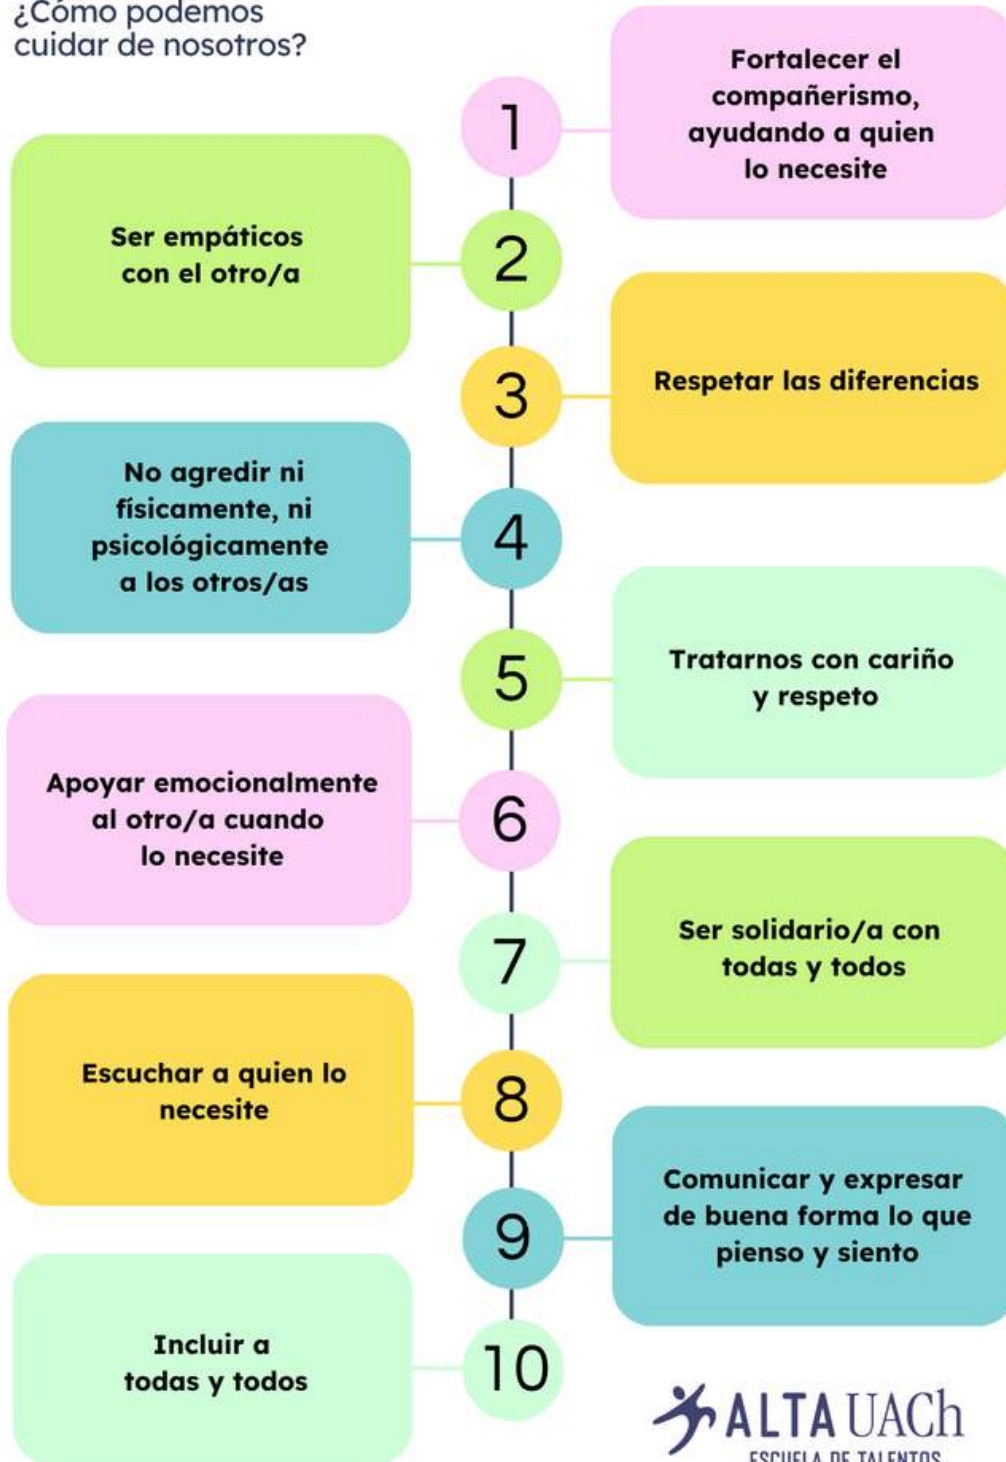 ¿Cómo podemos
cuidar de nosotros?
1
Fortalecer el
compañerismo,
ayudando a quien
lo necesite
2
Ser empáticos
con el otro/a
3
Respetar las diferencias
4
No agredir ni
físicamente, ni
psicológicamente
a los otros/as
5
Tratarnos con cariño
y respeto
6
Apoyar emocionalmente
al otro/a cuando
lo necesite
7
Ser solidario/a con
todas y todos
8
Escuchar a quien lo
necesite
9
Comunicar y expresar
de buena forma lo que
pienso y siento
10
Incluir a
todas y todos
ALTA UACh
ESCUELA DE TALENTOS